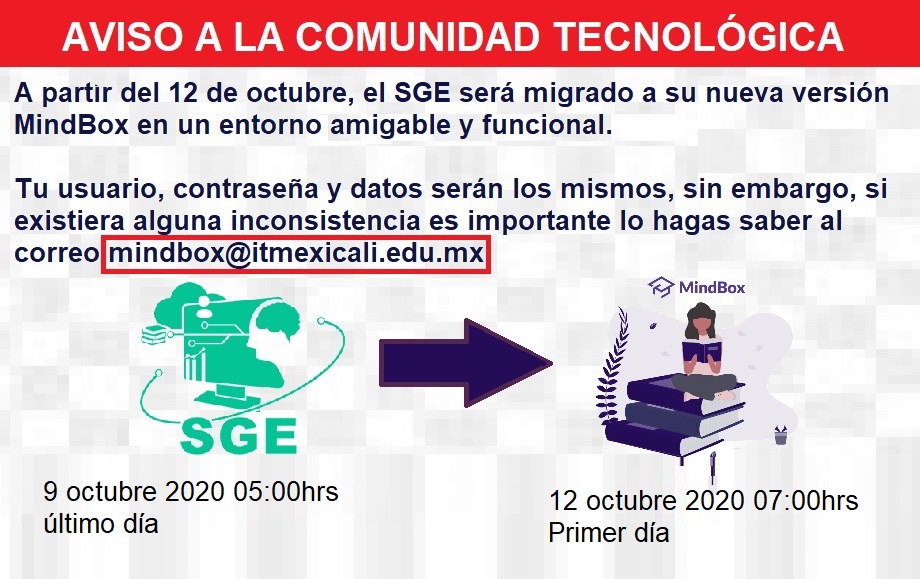 AVISO A LA COMUNIDAD TECNOLÓGICA
A partir del 12 de octubre, el SGE será migrado a su nueva versión
MindBox en un entorno amigable y funcional.
Tu usuario, contraseña y datos serán los mismos, sin embargo, si
existiera alguna inconsistencia es importante lo hagas saber al
correo mindbox@itmexicali.edu.mx
MindBox
SGE
9 octubre 2020 05:00hrs
último día
12 octubre 2020 07:00hrs
Primer día